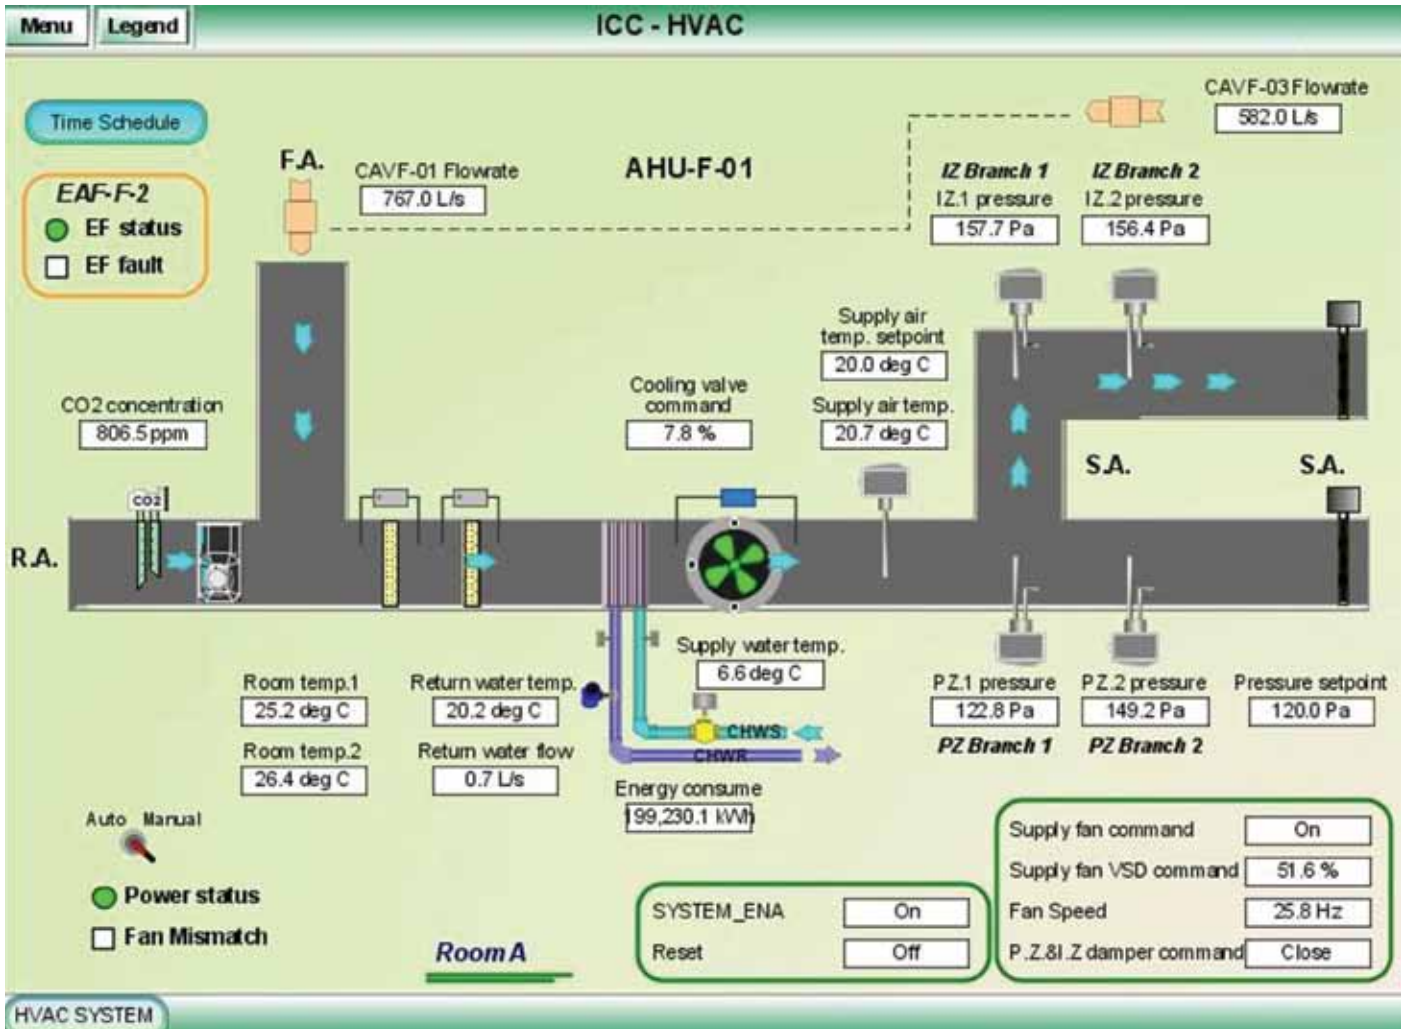 Menu
Legend
ICC - HVAC
Time Schedule
EAF-F-2
EF status
EF fault
F.A.
CAVF-01 Flowrate
767.0 L/s
AHU-F-01
CAVF-03 Flowrate
582.0 L/s
IZ Branch 1
IZ.1 pressure
157.7 Pa
IZ Branch 2
IZ.2 pressure
156.4 Pa
Supply air
temp. setpoint
20.0 deg C
Supply air temp.
20.7 deg C
Cooling valve
command
7.8 %
CO2 concentration
806.5 ppm
CO2
R.A.
S.A.
S.A.
Supply water temp.
6.6 deg C
Room temp.1
25.2 deg C
Return water temp.
20.2 deg C
Room temp.2
26.4 deg C
Return water flow
0.7 L/s
CHWS
CHWR
Energy consume
199,230.1 kWh
P.Z.1 pressure
122.8 Pa
PZ Branch 1
P.Z.2 pressure
149.2 Pa
PZ Branch 2
Pressure setpoint
120.0 Pa
Auto Manual
Power status
Fan Mismatch
Room A
SYSTEM_ENA On
Reset Off
Supply fan command On
Supply fan VSD command 51.6 %
Fan Speed 25.8 Hz
P.Z.&I.Z damper command Close
HVAC SYSTEM